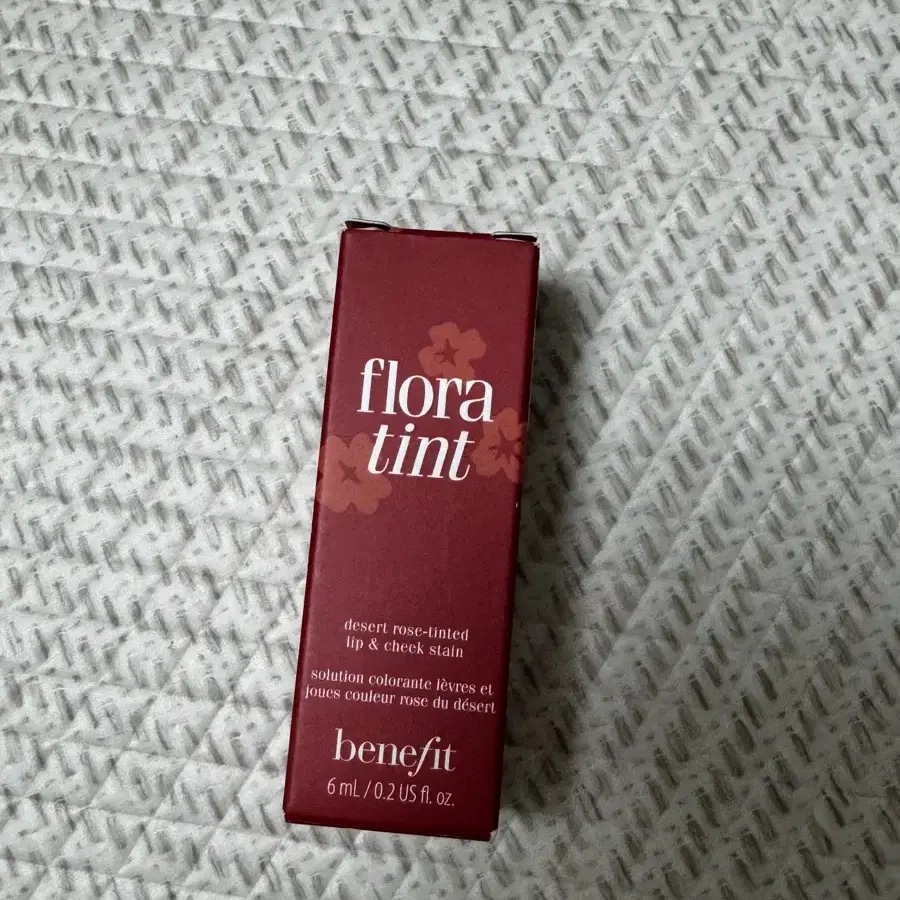 flora
tint
desert rose-tinted
lip & cheek stain
solution colorante lèvres et
joues couleur rose du désert
benefit
6 mL / 0.2 US fl. oz.